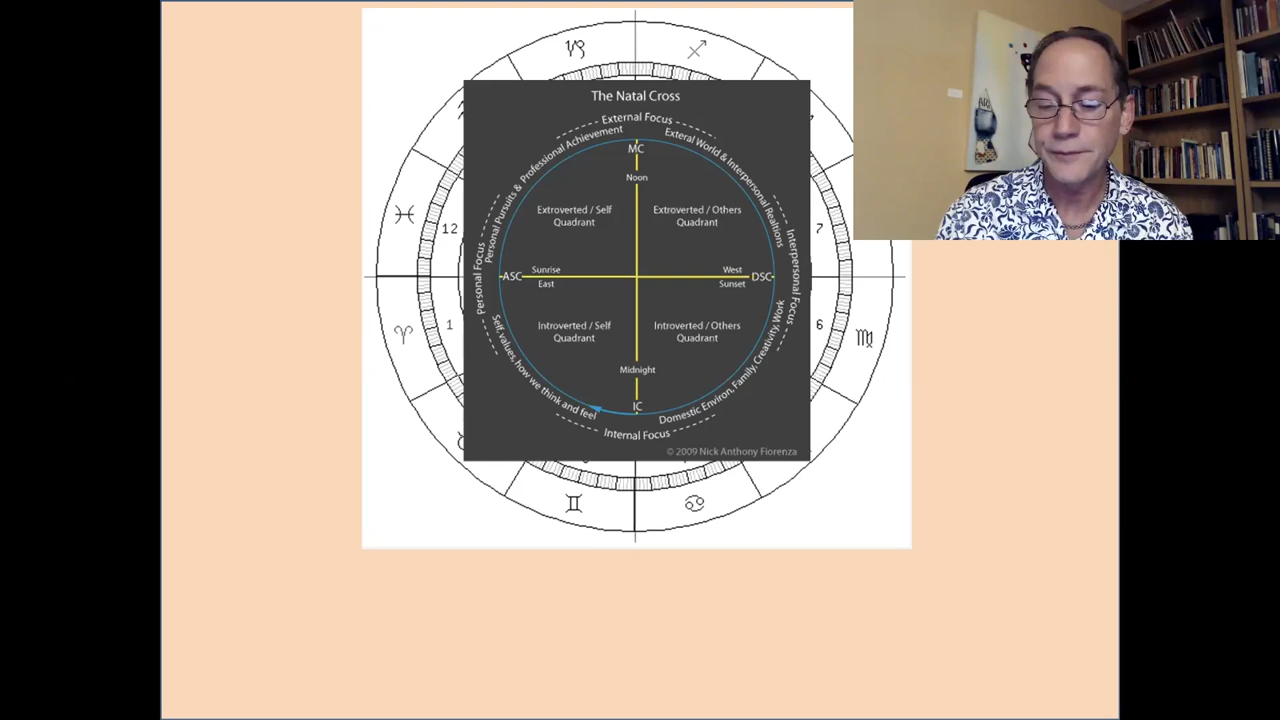 The Natal Cross
External Focus
Personal Pursuits & Professional Achievement
Exteral World & Interpersonal Realtions
MC
Noon
Extroverted / Self
Quadrant
Extroverted / Others
Quadrant
12
7
Personal Focus
Interpersonal Focus
ASC
Sunrise
East
West
Sunset
DSC
1
6
Introverted / Self
Quadrant
Introverted / Others
Quadrant
Midnight
IC
Self, values, how we think and feel
Domestic Environ, Family, Creativity, Work
Internal Focus
© 2009 Nick Anthony Fiorenza
♑
♐
♓
♈
♍
♊
♋